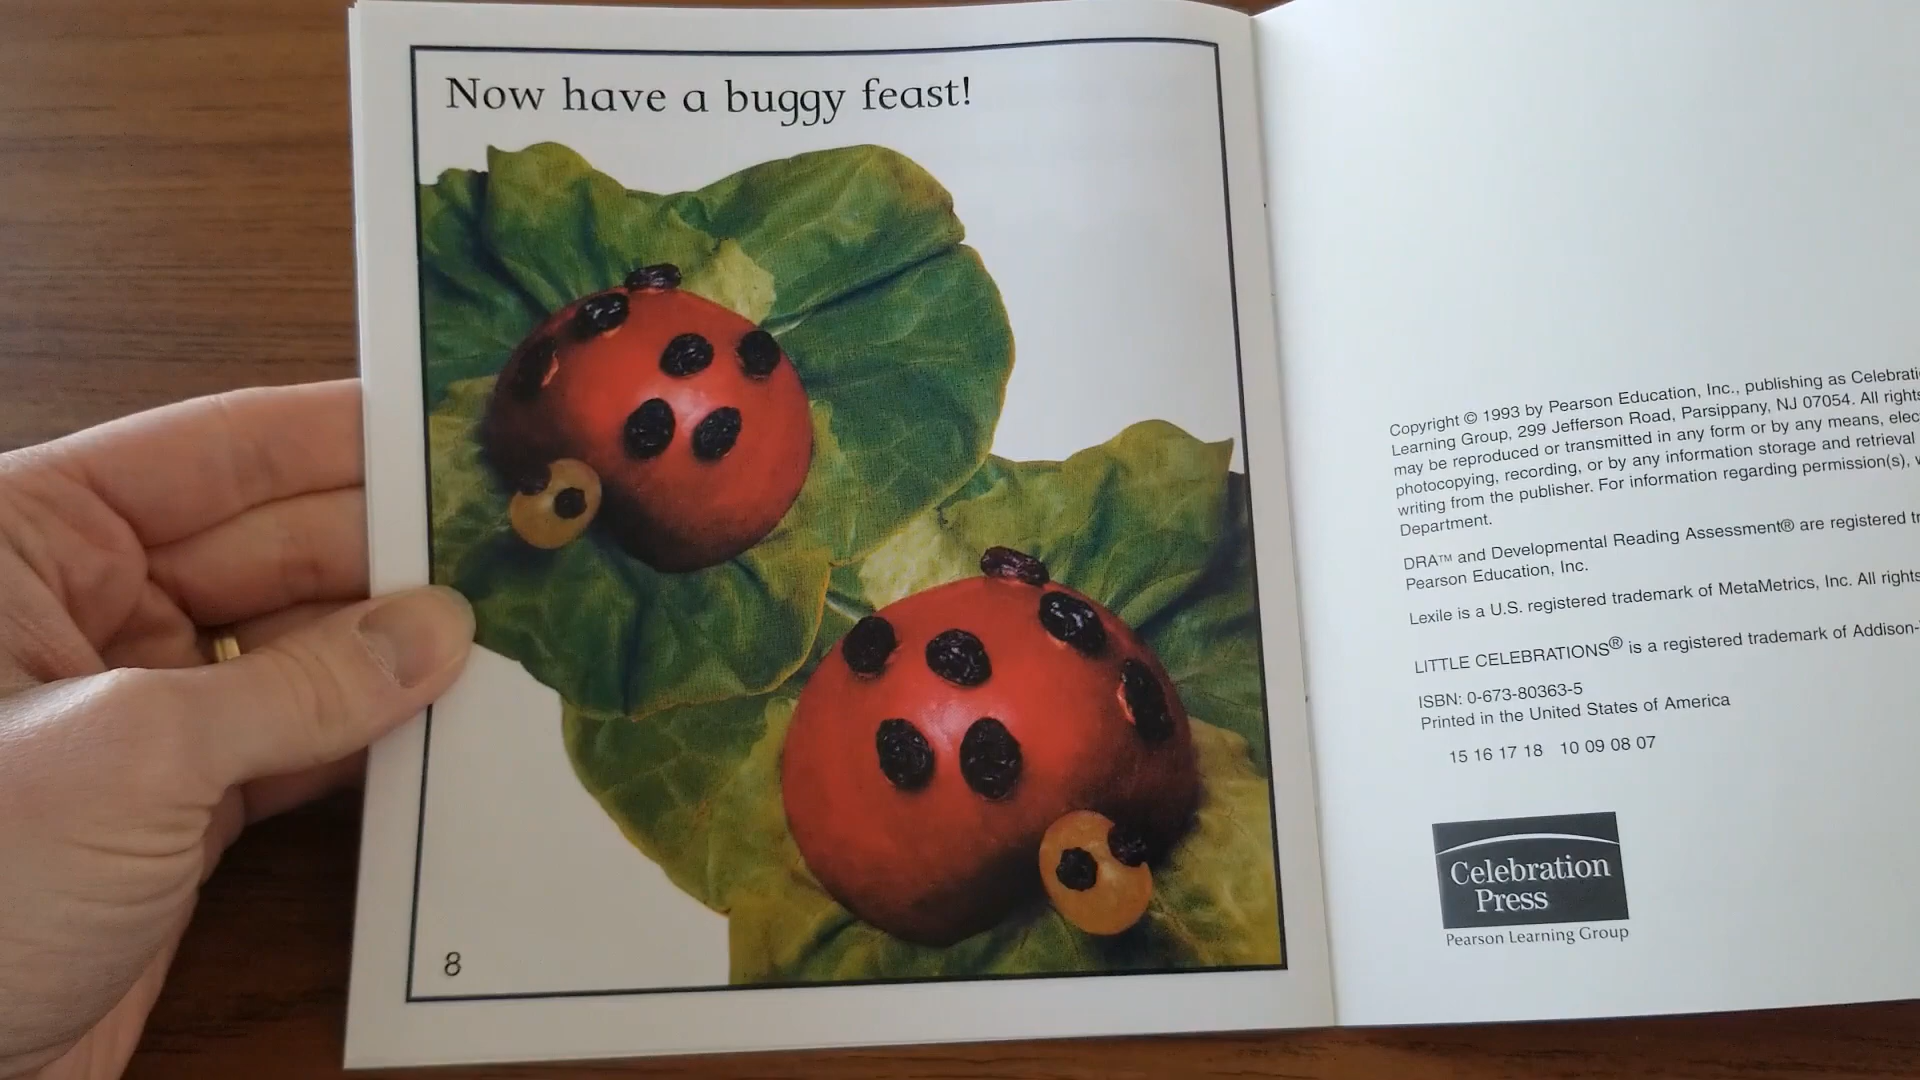 Now have a buggy feast!
8
Copyright © 1993 by Pearson Education, Inc., publishing as
Learning Group, 299 Jefferson Road, Parsippany, NJ 07054. All rights
may be reproduced or transmitted in any form or by any means,
photocopying, recording, or by any information storage and retrieval
writing from the publisher. For information regarding permission(s),
Department.
DRA™ and Developmental Reading Assessment® are registered
Pearson Education, Inc.
Lexile is a U.S. registered trademark of MetaMetrics, Inc. All rights
LITTLE CELEBRATIONS® is a registered trademark of Addison-
ISBN: 0-673-80363-5
Printed in the United States of America
15 16 17 18 10 09 08 07
Celebration
Press
Pearson Learning Group